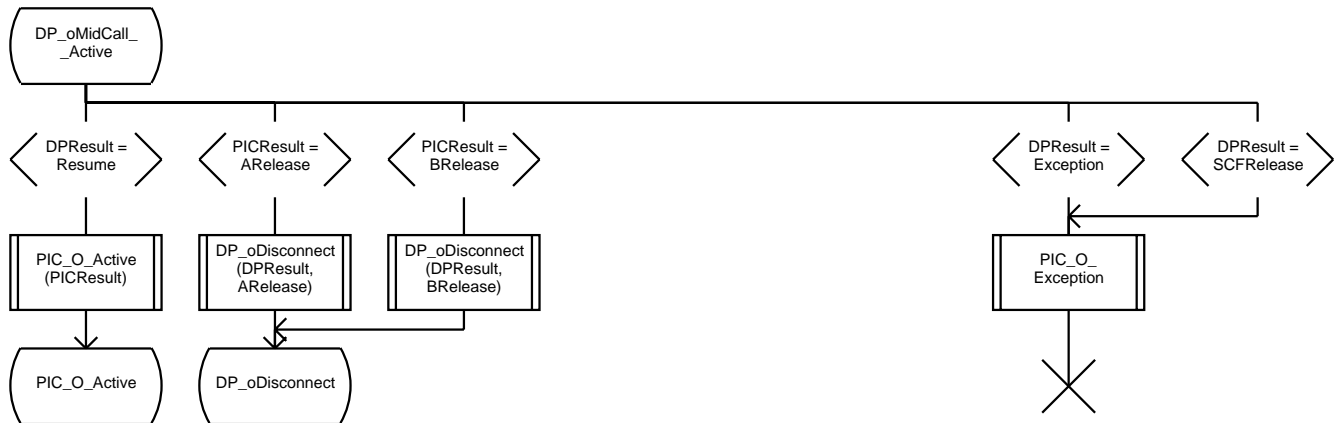 DP_oMidCall_
_Active
DPResult =
Resume
PICResult =
ARelease
PICResult =
BRelease
DPResult =
Exception
DPResult =
SCFRelease
PIC_O_Active
(PICResult)
DP_oDisconnect
(DPResult,
ARelease)
DP_oDisconnect
(DPResult,
BRelease)
PIC_O_
Exception
PIC_O_Active
DP_oDisconnect